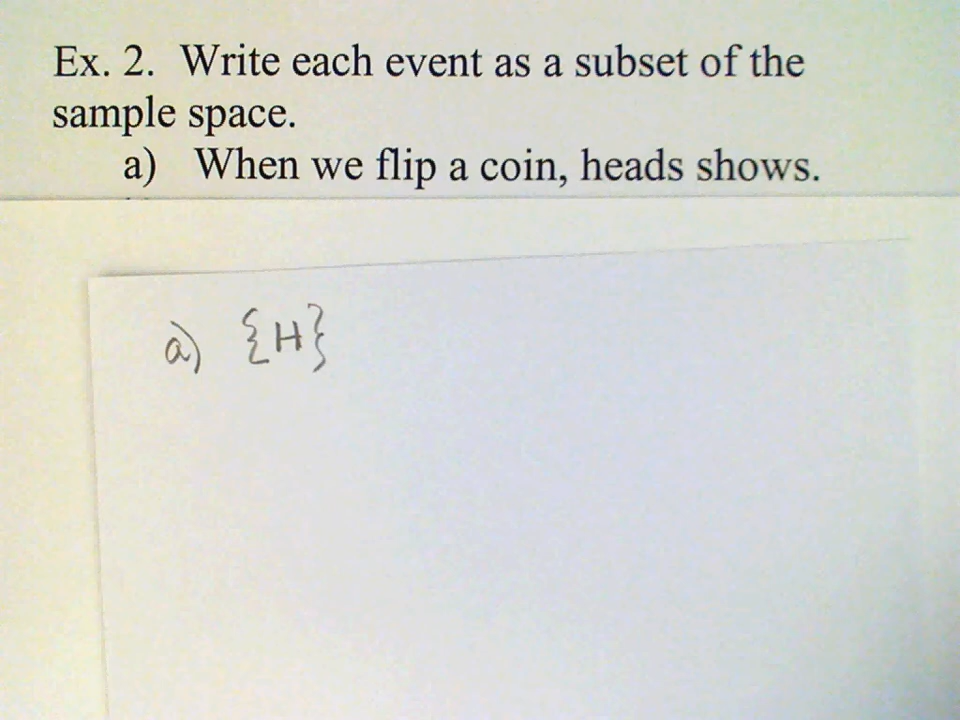 Ex. 2. Write each event as a subset of the
sample space.
a) When we flip a coin, heads shows.
a) {H}